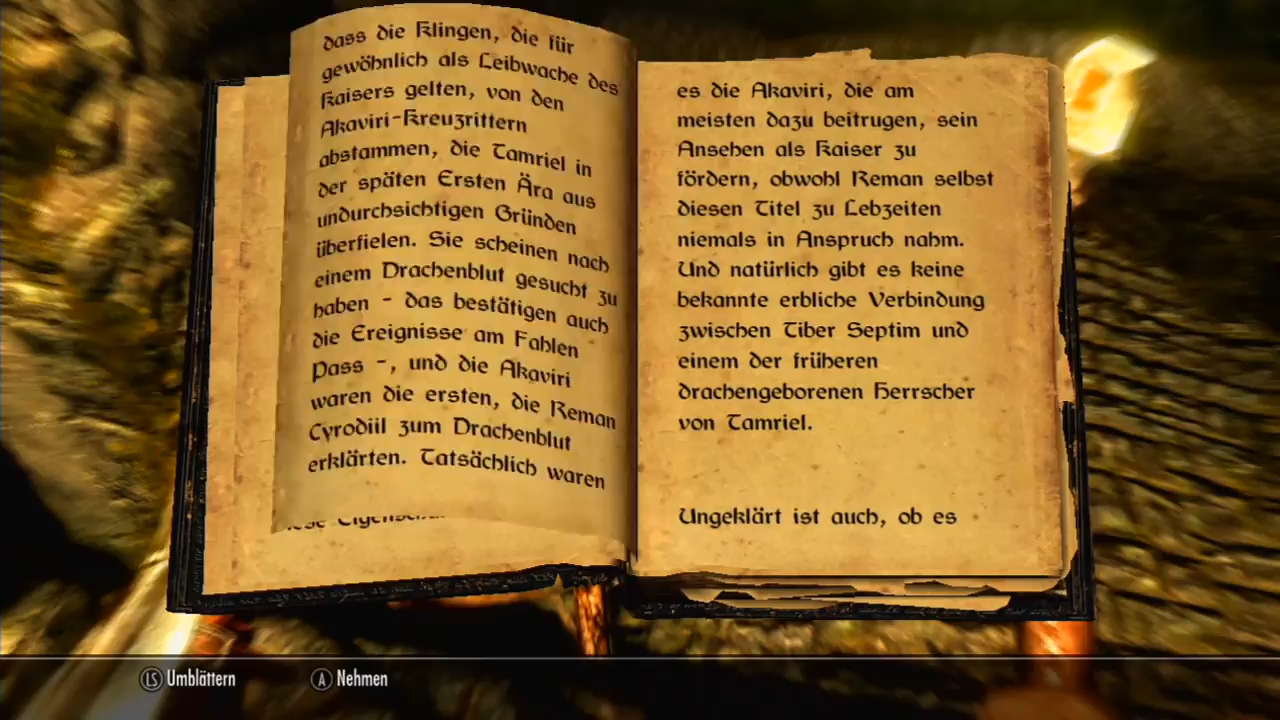 dass die Klingen, die für
gewöhnlich als Leibwache des
Kaisers gelten, von den
Akaviri-Kreuzrittern
abstammen, die Tamriel in
der späten Ersten Ära aus
undurchsichtigen Gründen
überfielen. Sie scheinen nach
einem Drachenblut gesucht zu
haben - das bestätigen auch
die Ereignisse am Fahlen
Pass -, und die Akaviri
waren die ersten, die Reman
Cyrodiil zum Drachenblut
erklärten. Tatsächlich waren
es die Akaviri, die am
meisten dazu beitrugen, sein
Ansehen als Kaiser zu
fördern, obwohl Reman selbst
diesen Titel zu Lebzeiten
niemals in Anspruch nahm.
Und natürlich gibt es keine
bekannte erbliche Verbindung
zwischen Tiber Septim und
einem der früheren
drachengeborenen Herrscher
von Tamriel.
Ungeklärt ist auch, ob es
LS Umblättern
A Nehmen